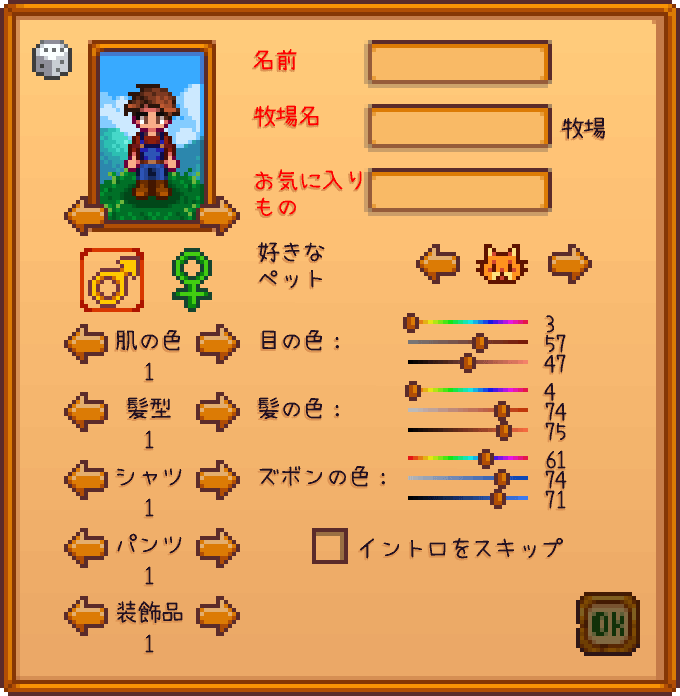 名前
牧場名
牧場
お気に入り
もの
好きな
ペット
肌の色
1
目の色：
3
57
47
髪型
1
髪の色：
4
74
75
シャツ
1
ズボンの色：
61
74
71
パンツ
1
イントロをスキップ
装飾品
1
OK